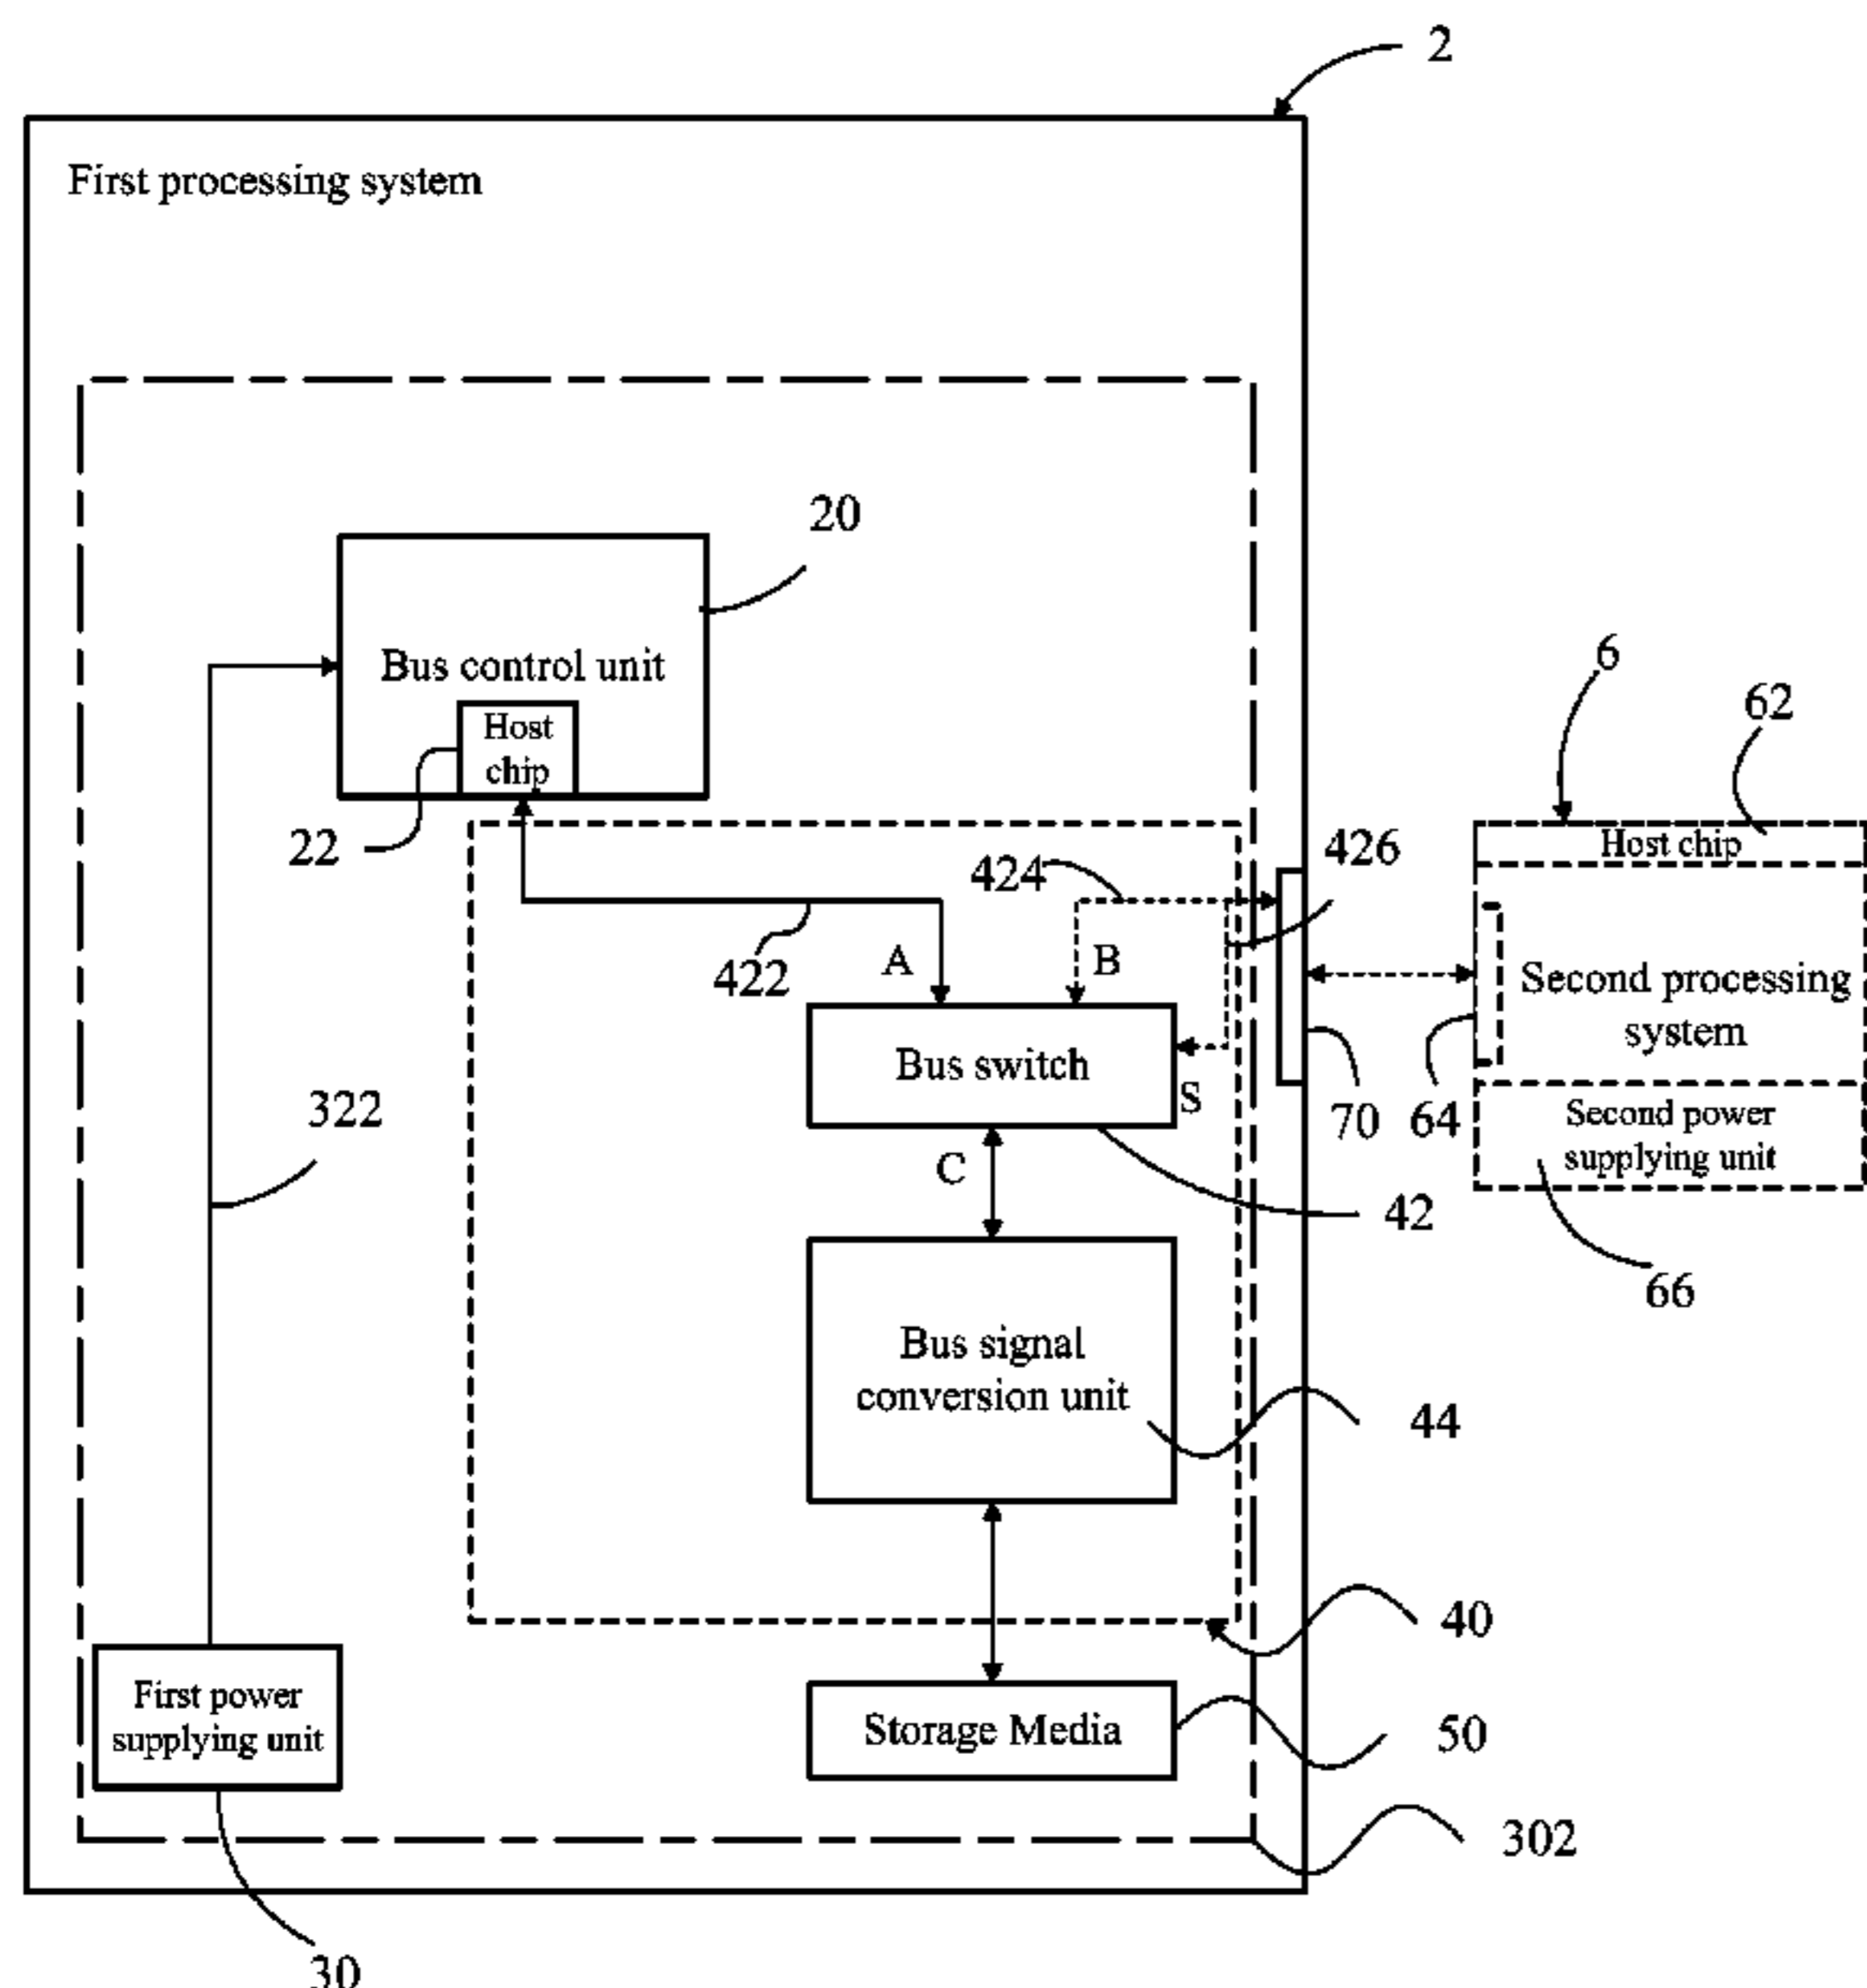 2
First processing system
20
Bus control unit
Host
chip
22
6
62
Host chip
424
426
422
A
B
Second processing
system
Bus switch
S
322
70
64
Second power
supplying unit
C
42
66
Bus signal
conversion unit
44
40
First power
supplying unit
Storage Media
50
302
30